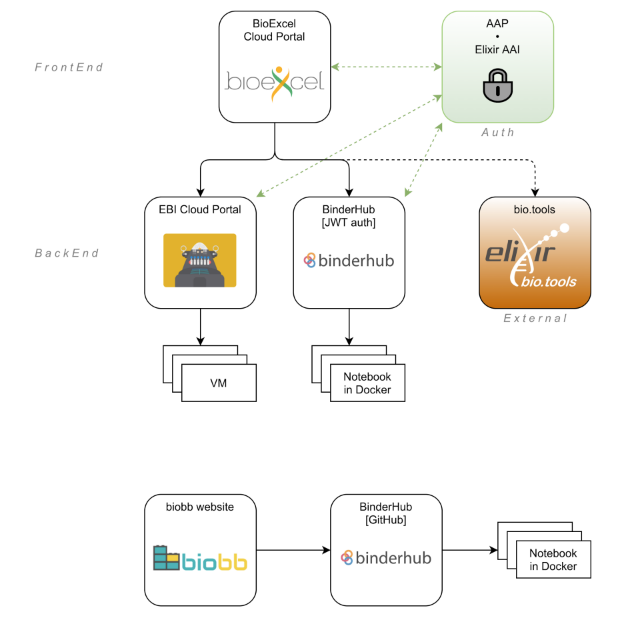 BioExcel
Cloud Portal
bioexcel
AAP
•
Elixir AAI
FrontEnd
Auth
EBI Cloud Portal
BinderHub
[JWT auth]
binderhub
bio.tools
elixir
bio.tools
BackEnd
External
VM
Notebook
in Docker
biobb website
biobb
BinderHub
[GitHub]
binderhub
Notebook
in Docker